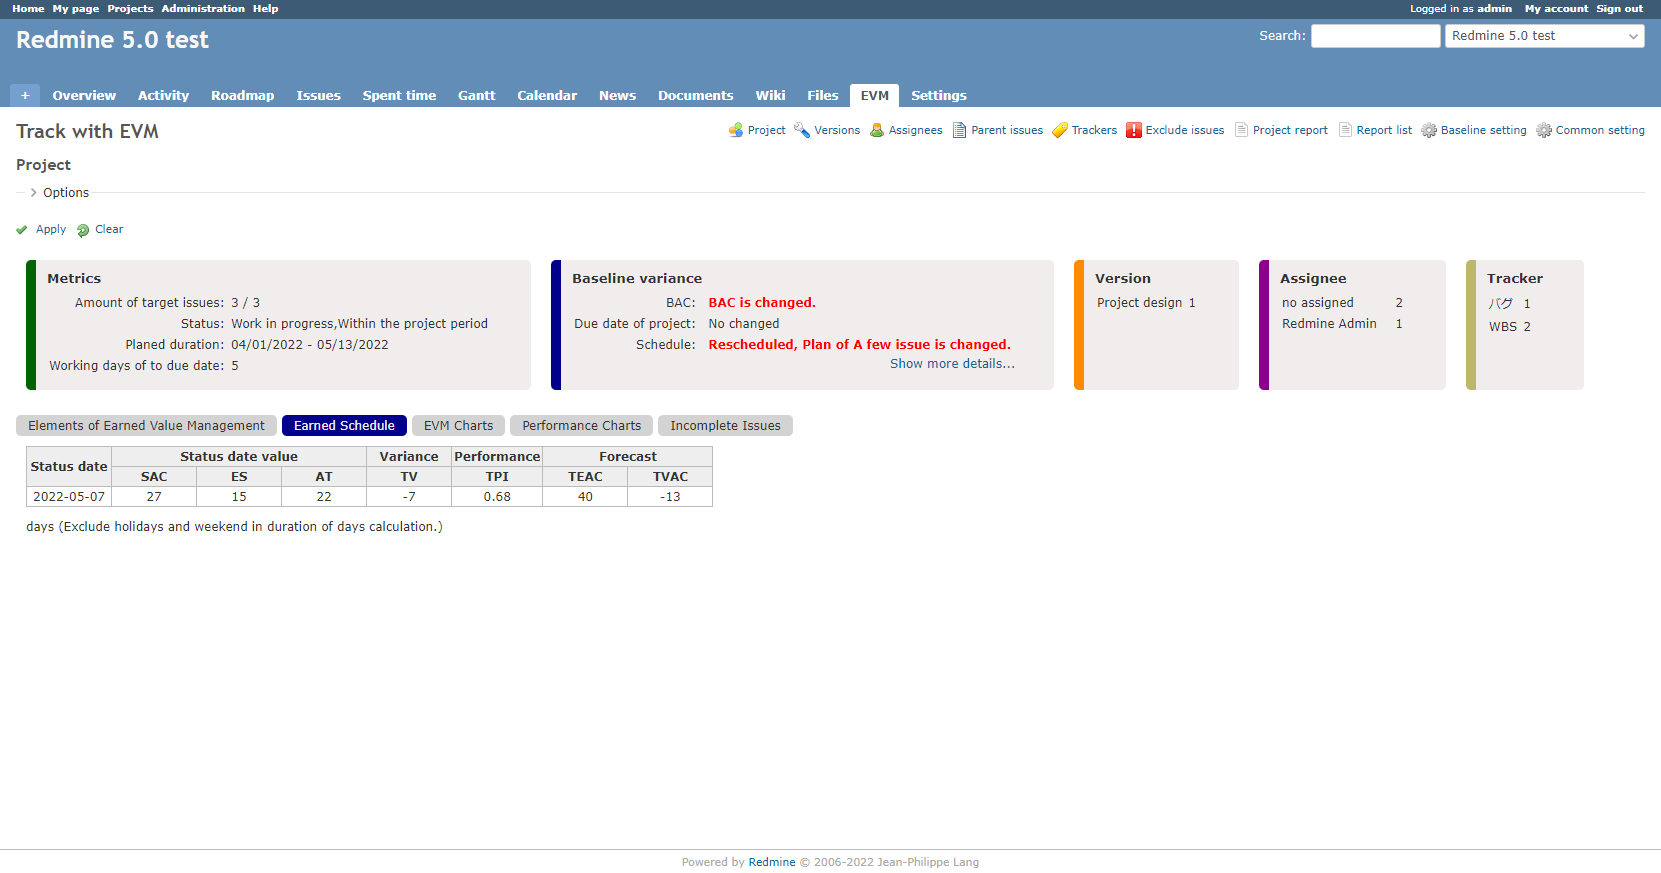 Home My page Projects Administration Help Logged in as admin My account Sign out
Redmine 5.0 test Search: Redmine 5.0 test
+ Overview Activity Roadmap Issues Spent time Gantt Calendar News Documents Wiki Files EVM Settings
Track with EVM Project Versions Assignees Parent issues Trackers Exclude issues Project report Report list Baseline setting Common setting
Project
Options
Apply Clear
Metrics
Amount of target issues: 3 / 3
Status: Work in progress,Within the project period
Planed duration: 04/01/2022 - 05/13/2022
Working days of to due date: 5
Baseline variance
BAC: BAC is changed.
Due date of project: No changed
Schedule: Rescheduled, Plan of A few issue is changed.
Show more details...
Version
Project design 1
Assignee
no assigned 2
Redmine Admin 1
Tracker
バグ 1
WBS 2
Elements of Earned Value Management Earned Schedule EVM Charts Performance Charts Incomplete Issues
Status date Status date value Variance Performance Forecast
SAC ES AT TV TPI TEAC TVAC
2022-05-07 27 15 22 -7 0.68 40 -13
days (Exclude holidays and weekend in duration of days calculation.)
Powered by Redmine © 2006-2022 Jean-Philippe Lang